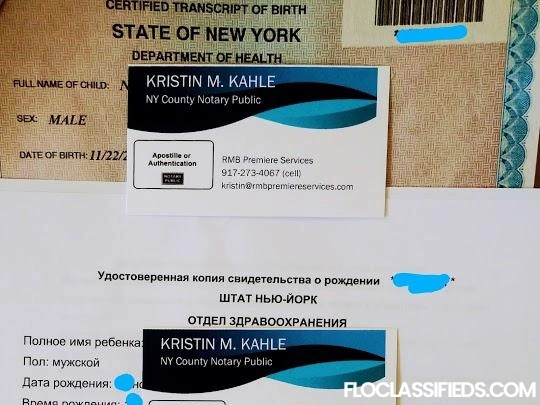 CERTIFIED TRANSCRIPT OF BIRTH
STATE OF NEW YORK
DEPARTMENT OF HEALTH
FULL NAME OF CHILD: N
SEX: MALE
DATE OF BIRTH: 11/22/2
KRISTIN M. KAHLE
NY County Notary Public
Apostille or
Authentication
NOTARY
PUBLIC
RMB Premiere Services
917-273-4067 (cell)
kristin@rmbpremiereservices.com
Удостоверенная копия свидетельства о рождении
ШТАТ НЬЮ-ЙОРК
ОТДЕЛ ЗДРАВООХРАНЕНИЯ
Полное имя ребенка:
Пол: мужской
Дата рождения:
Время рождения:
KRISTIN M. KAHLE
NY County Notary Public
FLOCLASSIFIEDS.COM